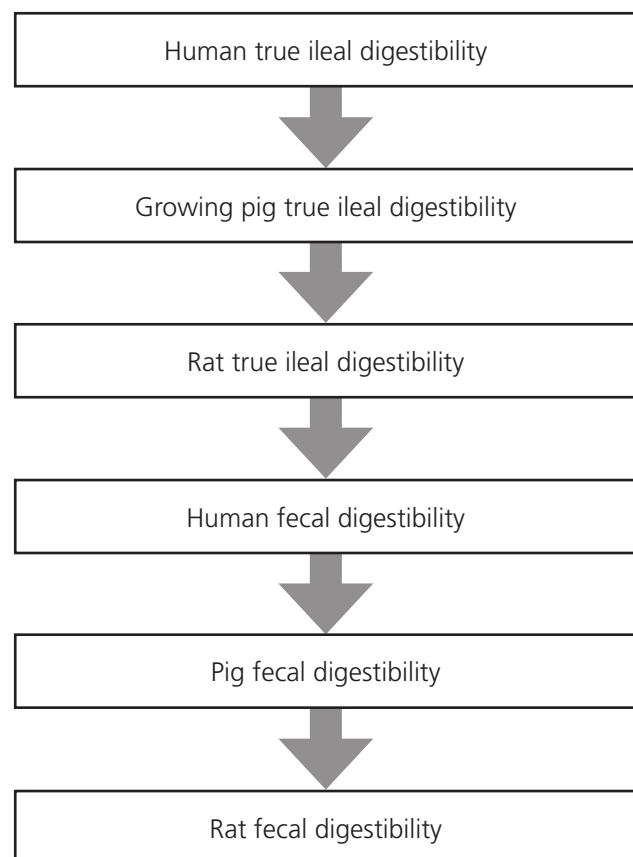 Human true ileal digestibility
Growing pig true ileal digestibility
Rat true ileal digestibility
Human fecal digestibility
Pig fecal digestibility
Rat fecal digestibility